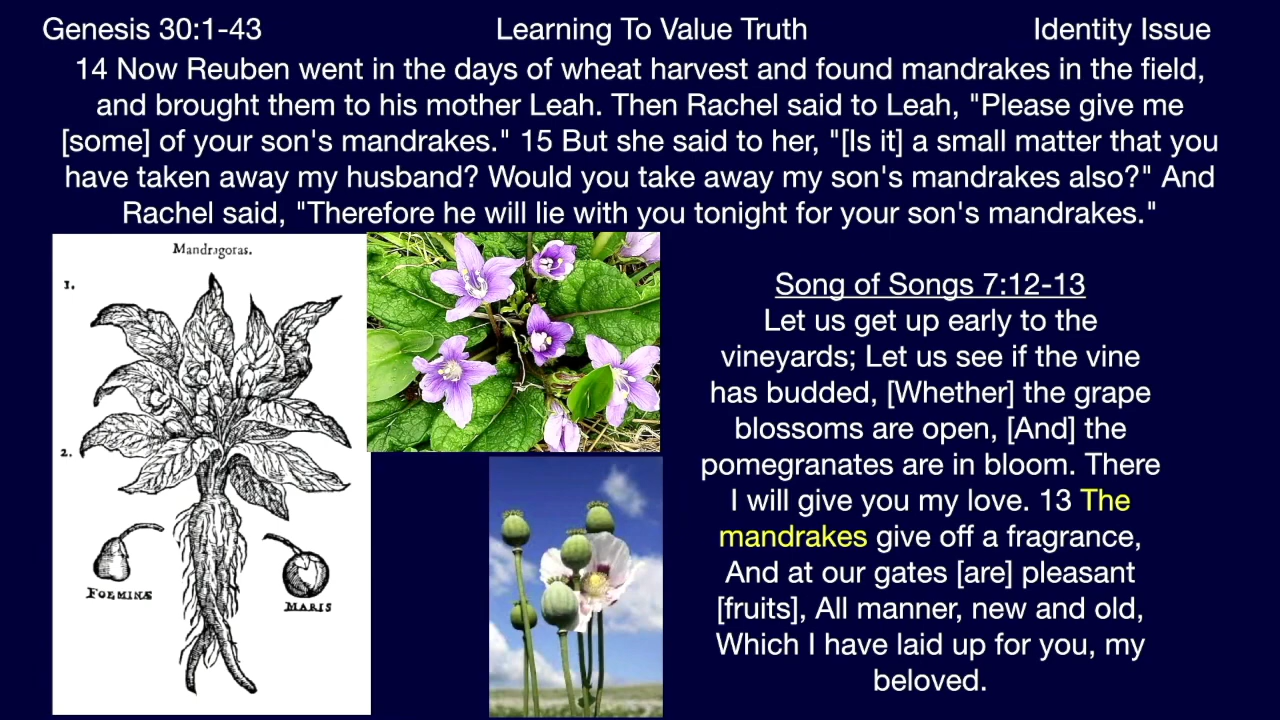 Genesis 30:1-43
Learning To Value Truth
Identity Issue
14 Now Reuben went in the days of wheat harvest and found mandrakes in the field,
and brought them to his mother Leah. Then Rachel said to Leah, "Please give me
[some] of your son's mandrakes." 15 But she said to her, "[Is it] a small matter that you
have taken away my husband? Would you take away my son's mandrakes also?" And
Rachel said, "Therefore he will lie with you tonight for your son's mandrakes."
Mandragoras.
1.
2.
FOEMINÆ
MARIS
Song of Songs 7:12-13
Let us get up early to the
vineyards; Let us see if the vine
has budded, [Whether] the grape
blossoms are open, [And] the
pomegranates are in bloom. There
I will give you my love. 13 The
mandrakes give off a fragrance,
And at our gates [are] pleasant
[fruits], All manner, new and old,
Which I have laid up for you, my
beloved.